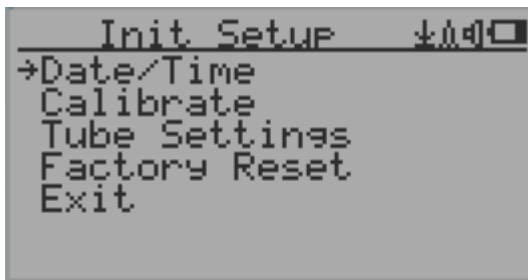 Init Setup
→Date/Time
Calibrate
Tube Settings
Factory Reset
Exit